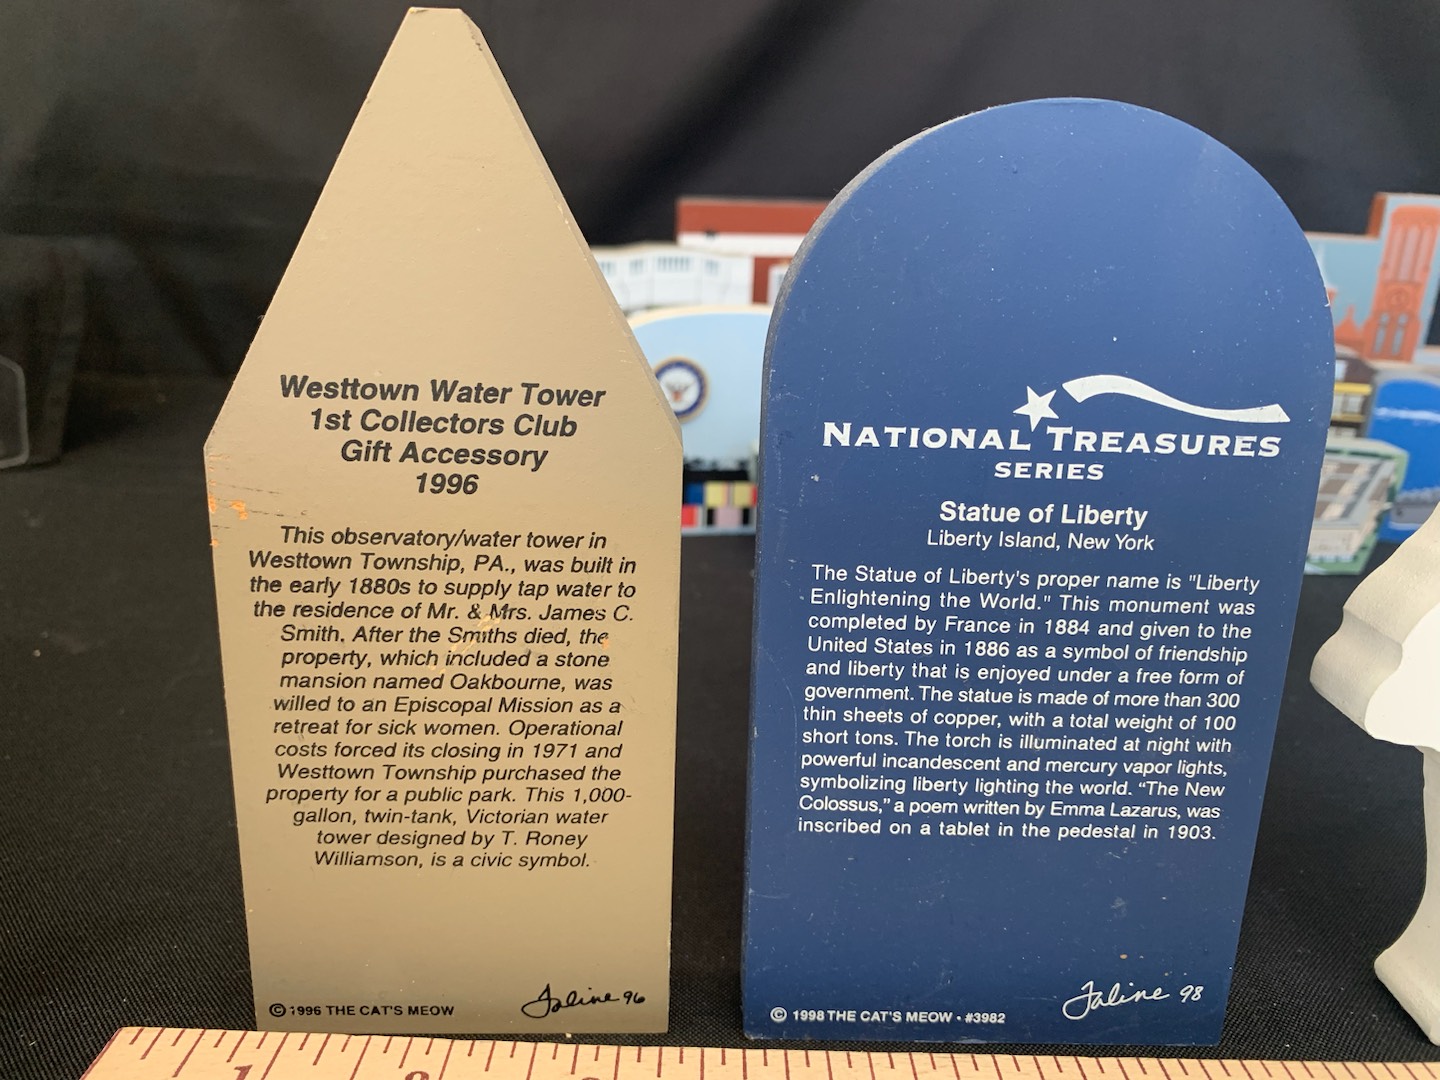 Westtown Water Tower
1st Collectors Club
Gift Accessory
1996
This observatory/water tower in
Westtown Township, PA., was built in
the early 1880s to supply tap water to
the residence of Mr. & Mrs. James C.
Smith. After the Smiths died, the
property, which included a stone
mansion named Oakbourne, was
willed to an Episcopal Mission as a
retreat for sick women. Operational
costs forced its closing in 1971 and
Westtown Township purchased the
property for a public park. This 1,000-
gallon, twin-tank, Victorian water
tower designed by T. Roney
Williamson, is a civic symbol.
© 1996 THE CAT'S MEOW
Faline 96
NATIONAL TREASURES
SERIES
Statue of Liberty
Liberty Island, New York
The Statue of Liberty's proper name is "Liberty
Enlightening the World." This monument was
completed by France in 1884 and given to the
United States in 1886 as a symbol of friendship
and liberty that is enjoyed under a free form of
government. The statue is made of more than 300
thin sheets of copper, with a total weight of 100
short tons. The torch is illuminated at night with
powerful incandescent and mercury vapor lights,
symbolizing liberty lighting the world. “The New
Colossus,” a poem written by Emma Lazarus, was
inscribed on a tablet in the pedestal in 1903.
© 1998 THE CAT'S MEOW • #3982
Faline 98
1